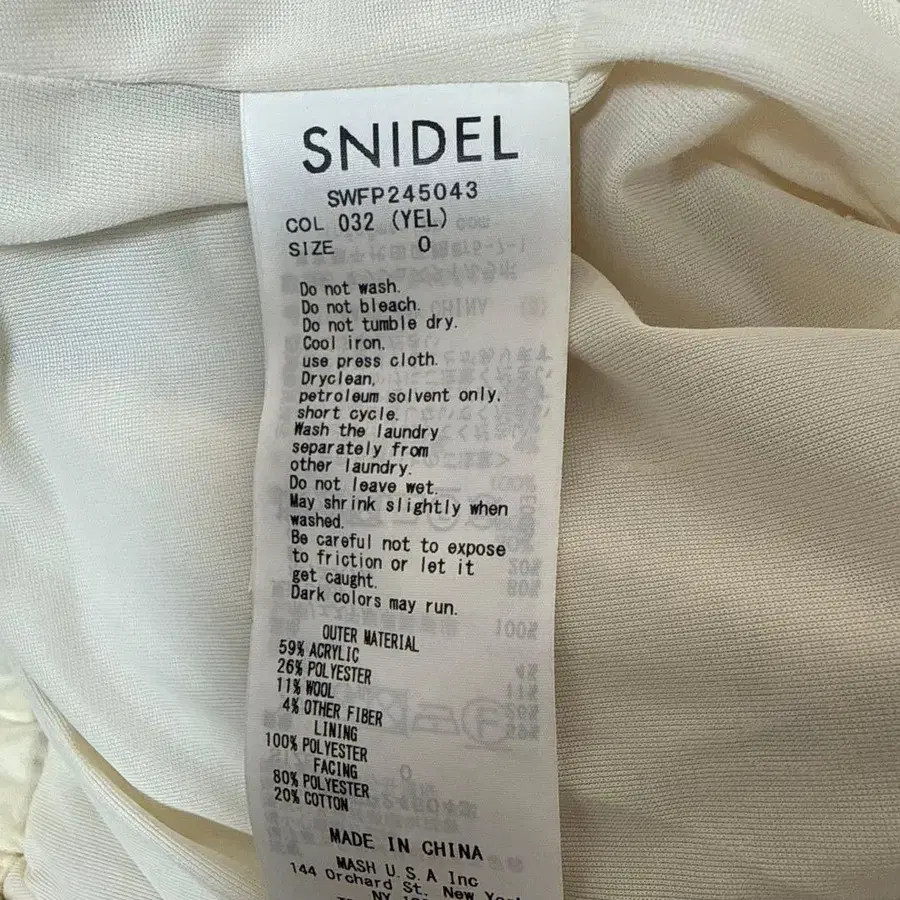 SNIDEL
SWFP245043
COL 032 (YEL)
SIZE 0
Do not wash.
Do not bleach.
Do not tumble dry.
Cool iron,
use press cloth.
Dryclean,
petroleum solvent only.
short cycle.
Wash the laundry
separately from
other laundry.
Do not leave wet.
May shrink slightly when
washed.
Be careful not to expose
to friction or let it
get caught.
Dark colors may run.
OUTER MATERIAL
59% ACRYLIC
26% POLYESTER
11% WOOL
4% OTHER FIBER
LINING
100% POLYESTER
FACING
80% POLYESTER
20% COTTON
MADE IN CHINA
MASH U.S.A Inc
144 Orchard St. New York
NY